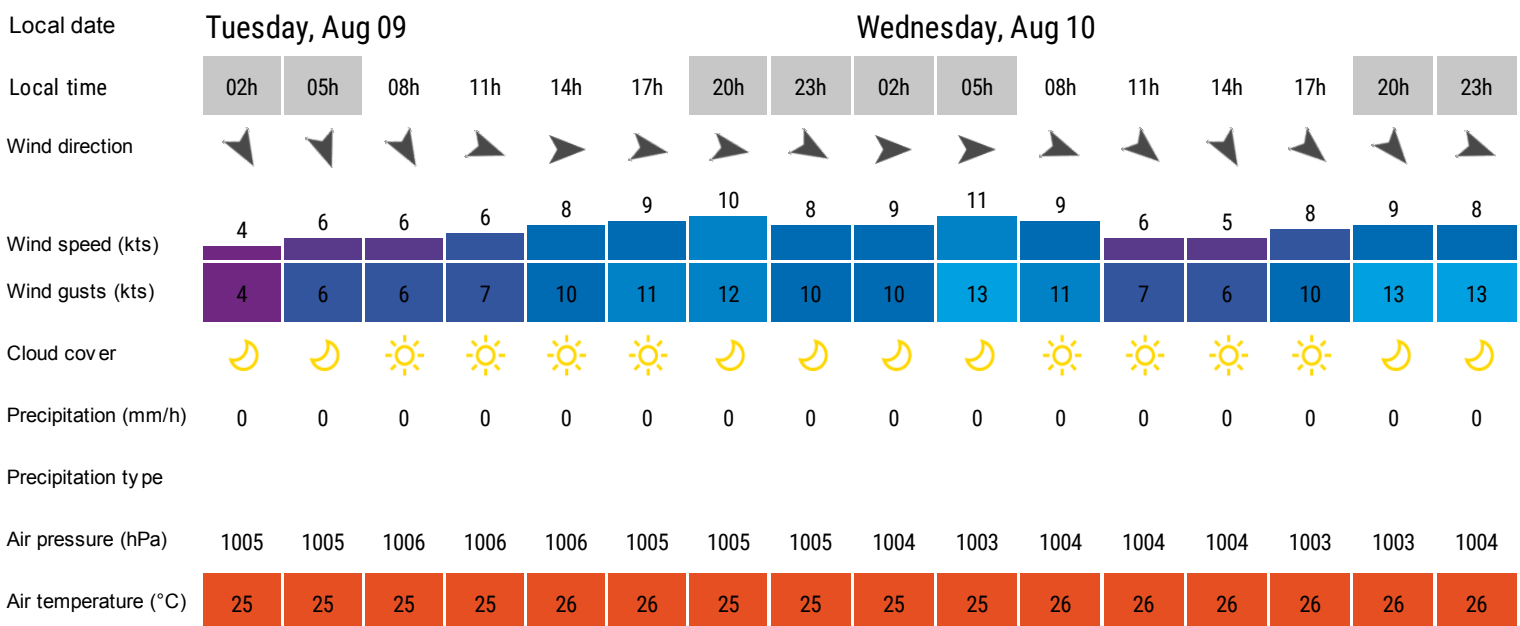 Local date Tuesday, Aug 09 Wednesday, Aug 10
Local time 02h 05h 08h 11h 14h 17h 20h 23h 02h 05h 08h 11h 14h 17h 20h 23h
Wind direction
Wind speed (kts) 4 6 6 6 8 9 10 8 9 11 9 6 5 8 9 8
Wind gusts (kts) 4 6 6 7 10 11 12 10 10 13 11 7 6 10 13 13
Cloud cover
Precipitation (mm/h) 0 0 0 0 0 0 0 0 0 0 0 0 0 0 0 0
Precipitation type
Air pressure (hPa) 1005 1005 1006 1006 1006 1005 1005 1005 1004 1003 1004 1004 1004 1003 1003 1004
Air temperature (°C) 25 25 25 25 26 26 25 25 25 25 26 26 26 26 26 26